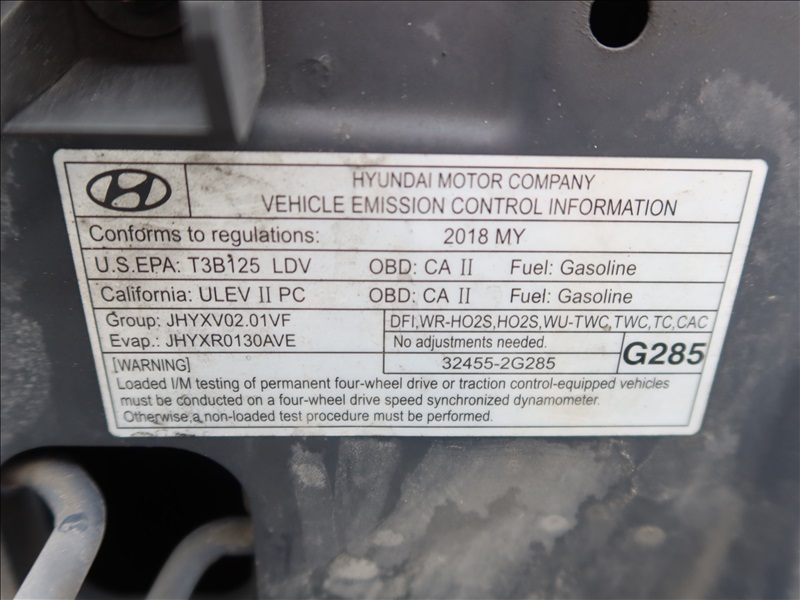 HYUNDAI MOTOR COMPANY
VEHICLE EMISSION CONTROL INFORMATION
Conforms to regulations: 2018 MY
U.S.EPA: T3B125 LDV OBD: CA II Fuel: Gasoline
California: ULEV II PC OBD: CA II Fuel: Gasoline
Group: JHYXV02.01VF DFI,WR-HO2S,HO2S,WU-TWC,TWC,TC,CAC
Evap.: JHYXR0130AVE No adjustments needed. G285
[WARNING] 32455-2G285
Loaded I/M testing of permanent four-wheel drive or traction control-equipped vehicles
must be conducted on a four-wheel drive speed synchronized dynamometer.
Otherwise,a non-loaded test procedure must be performed.